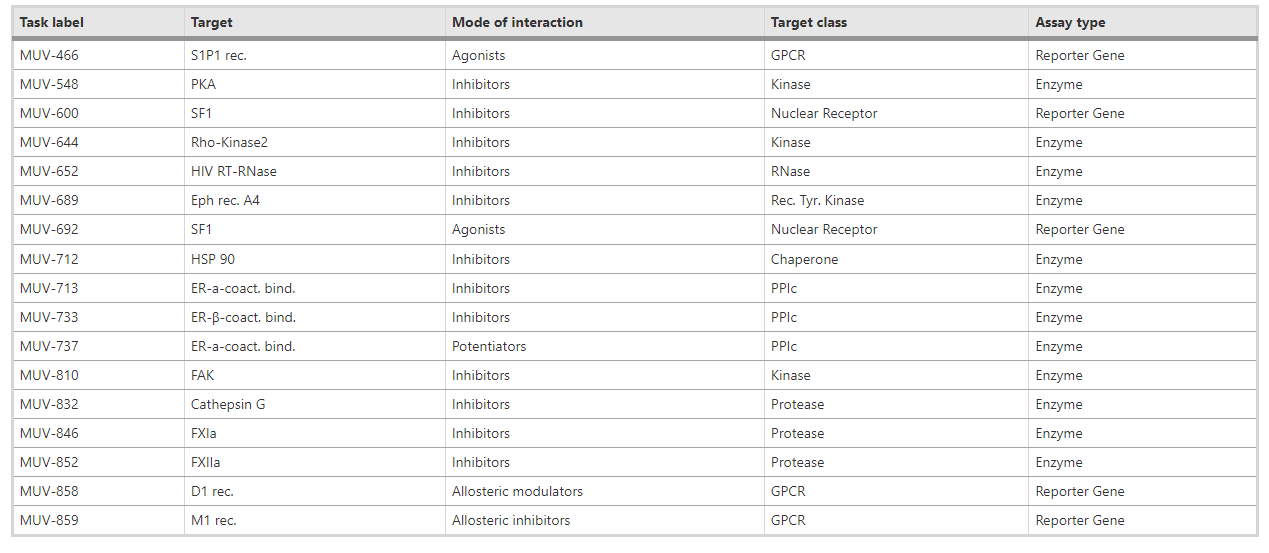 Task label Target Mode of interaction Target class Assay type
MUV-466 S1P1 rec. Agonists GPCR Reporter Gene
MUV-548 PKA Inhibitors Kinase Enzyme
MUV-600 SF1 Inhibitors Nuclear Receptor Reporter Gene
MUV-644 Rho-Kinase2 Inhibitors Kinase Enzyme
MUV-652 HIV RT-RNase Inhibitors RNase Enzyme
MUV-689 Eph rec. A4 Inhibitors Rec. Tyr. Kinase Enzyme
MUV-692 SF1 Agonists Nuclear Receptor Reporter Gene
MUV-712 HSP 90 Inhibitors Chaperone Enzyme
MUV-713 ER-a-coact. bind. Inhibitors PPIc Enzyme
MUV-733 ER-β-coact. bind. Inhibitors PPIc Enzyme
MUV-737 ER-a-coact. bind. Potentiators PPIc Enzyme
MUV-810 FAK Inhibitors Kinase Enzyme
MUV-832 Cathepsin G Inhibitors Protease Enzyme
MUV-846 FXIa Inhibitors Protease Enzyme
MUV-852 FXIIa Inhibitors Protease Enzyme
MUV-858 D1 rec. Allosteric modulators GPCR Reporter Gene
MUV-859 M1 rec. Allosteric inhibitors GPCR Reporter Gene